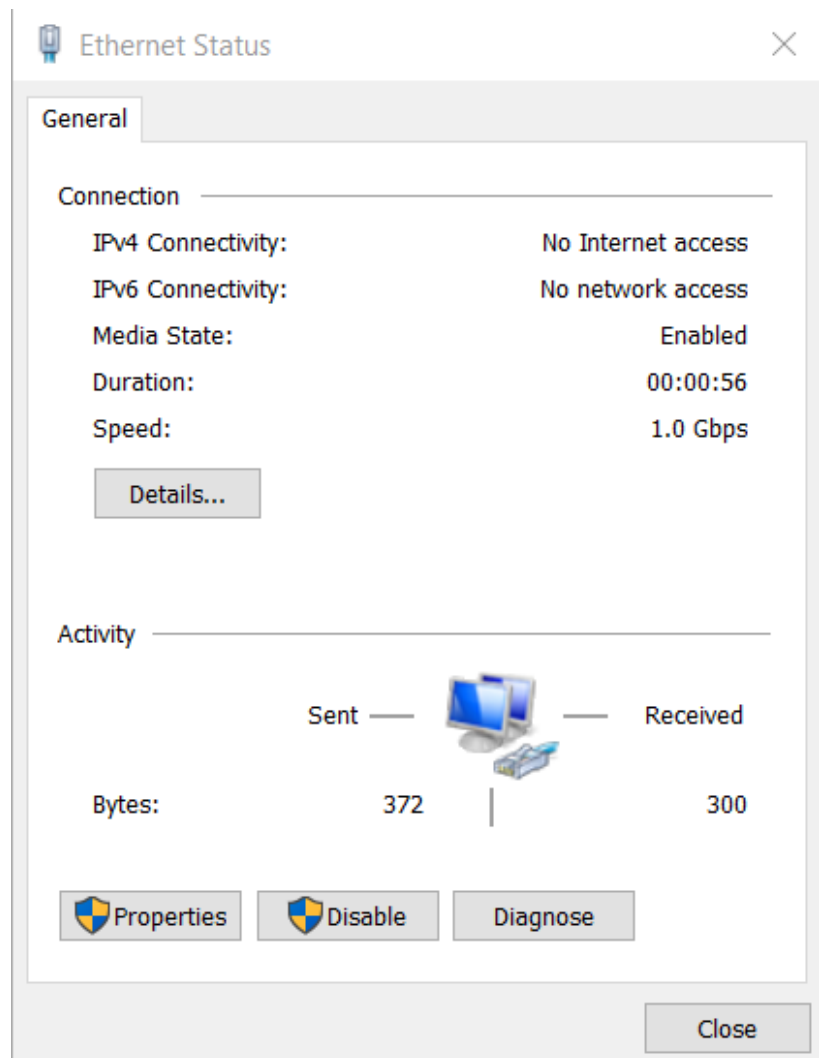 Ethernet Status
General
Connection
IPv4 Connectivity: No Internet access
IPv6 Connectivity: No network access
Media State: Enabled
Duration: 00:00:56
Speed: 1.0 Gbps
Details...
Activity
Sent Received
Bytes: 372 300
Properties Disable Diagnose
Close